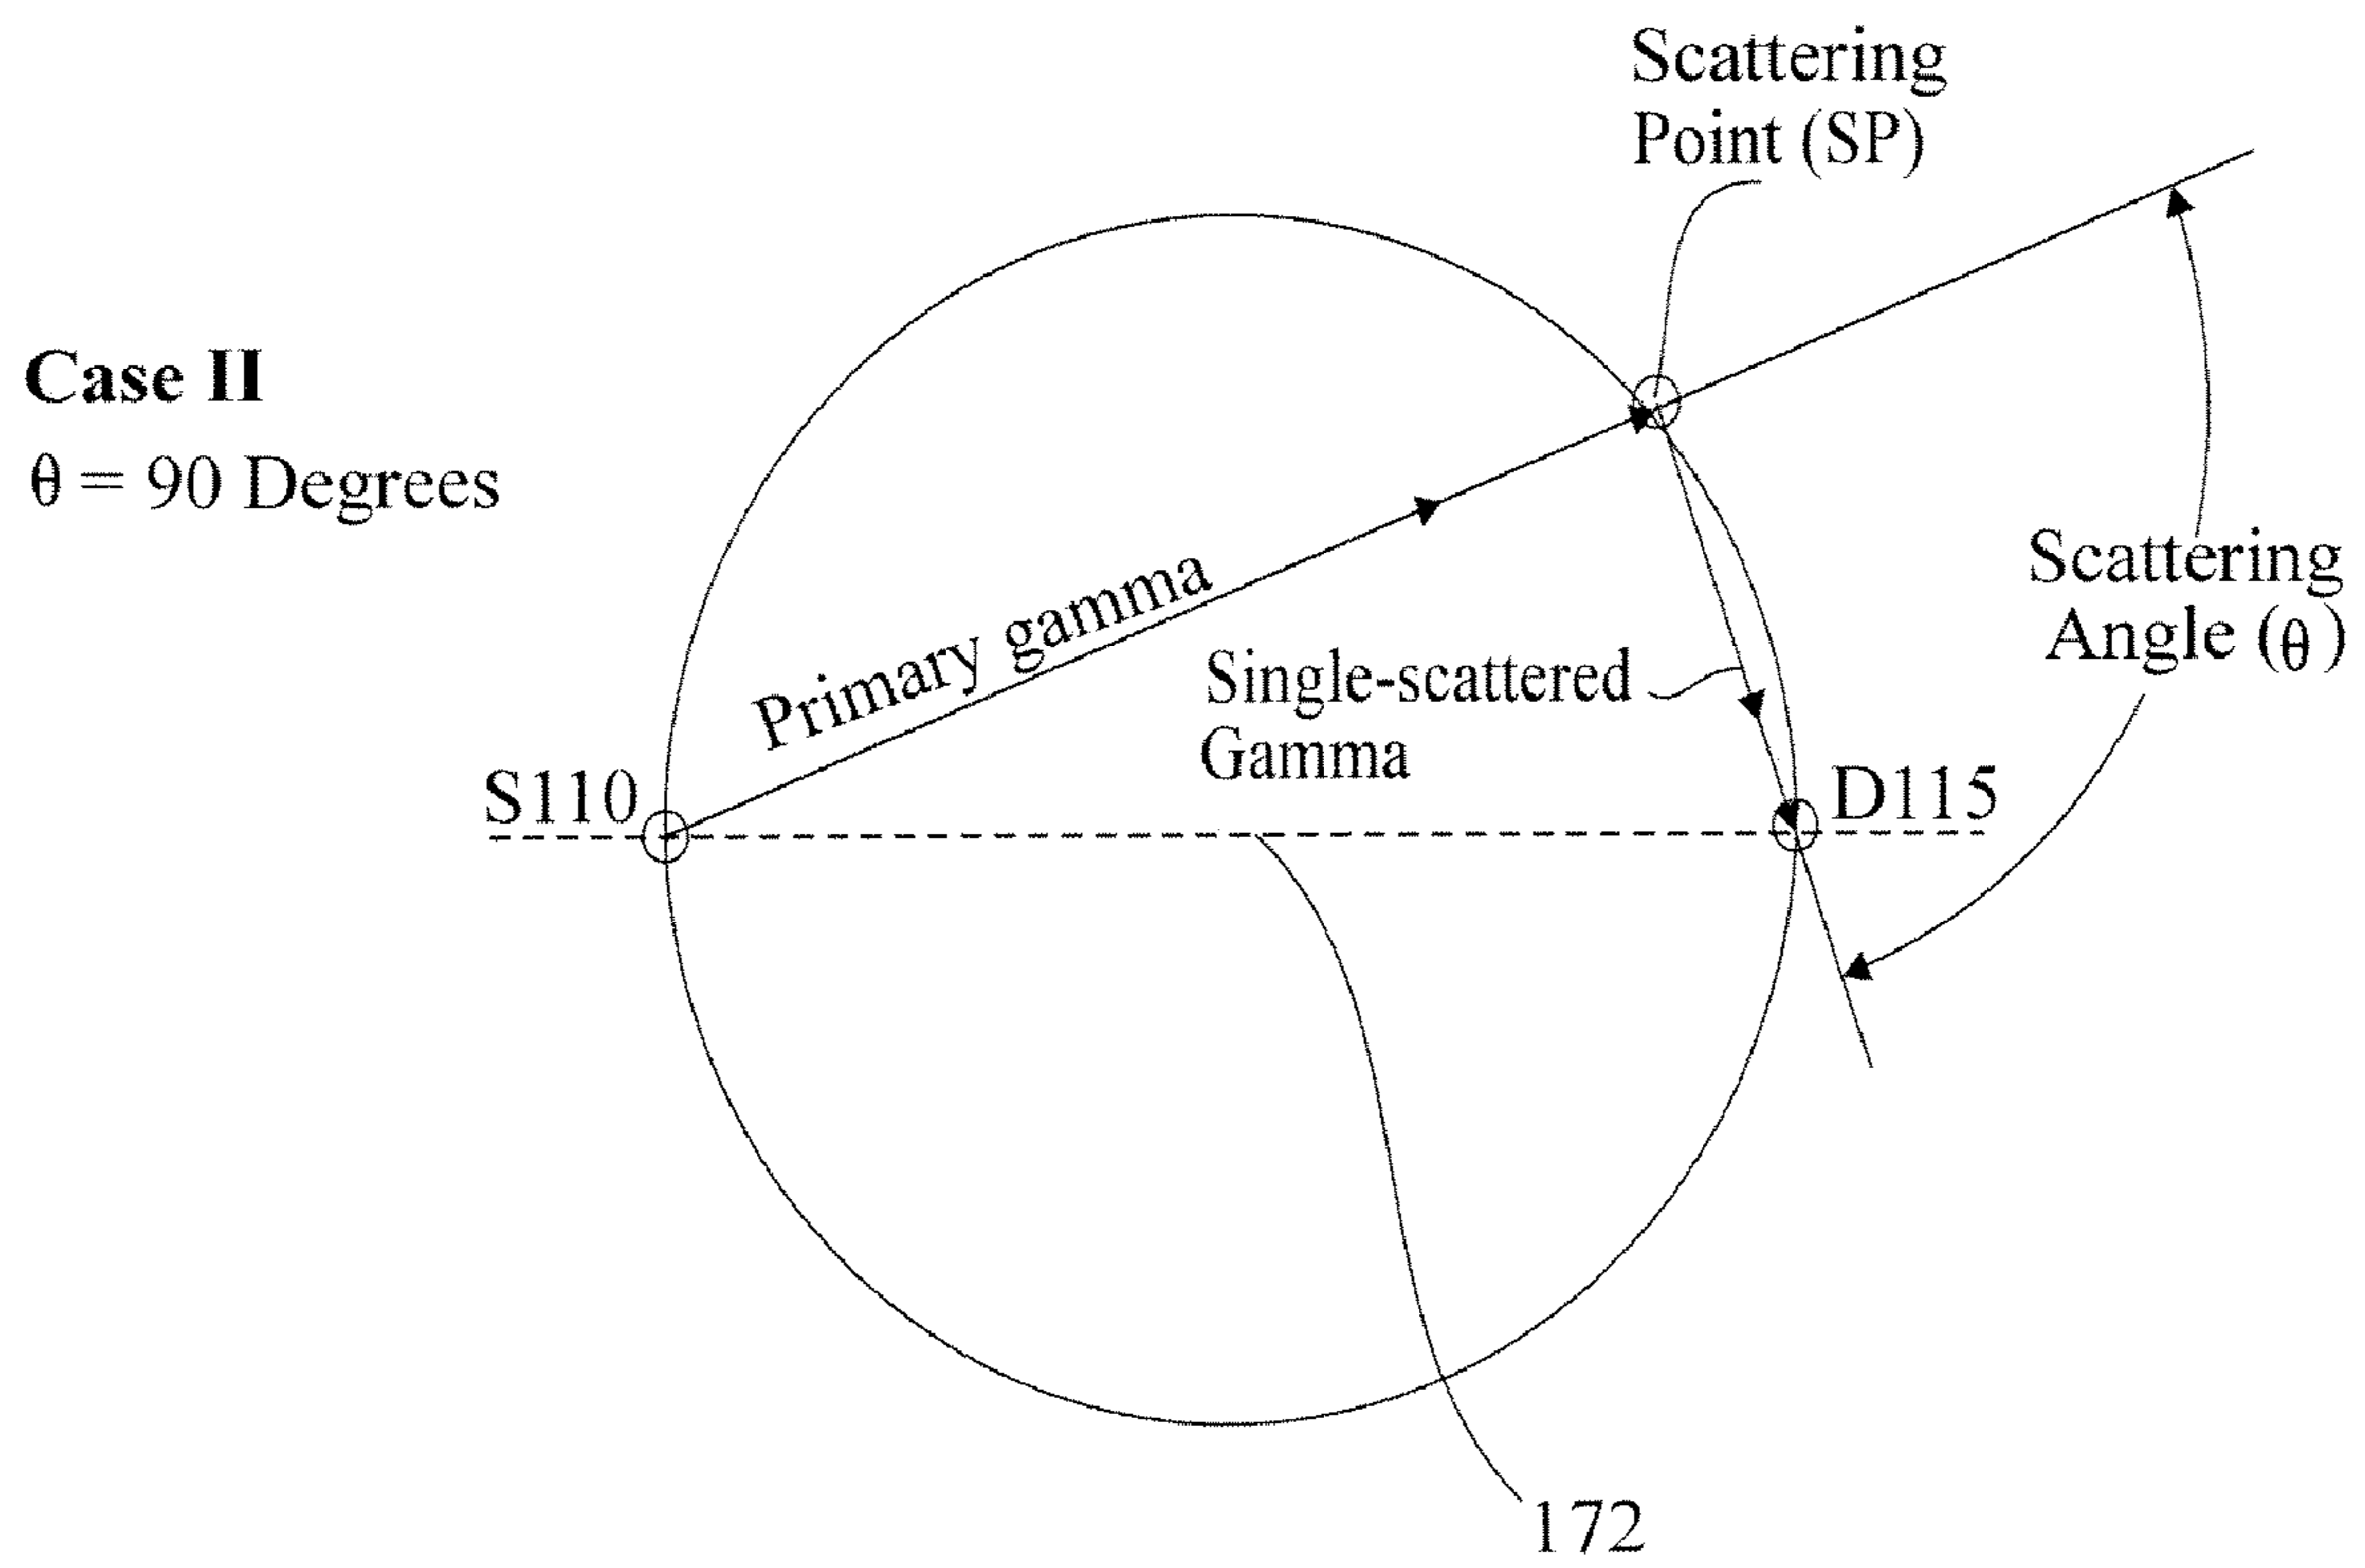 Scattering
Point (SP)
Case II
θ = 90 Degrees
Primary gamma
Scattering
Angle (θ)
Single-scattered
Gamma
S110
D115
172